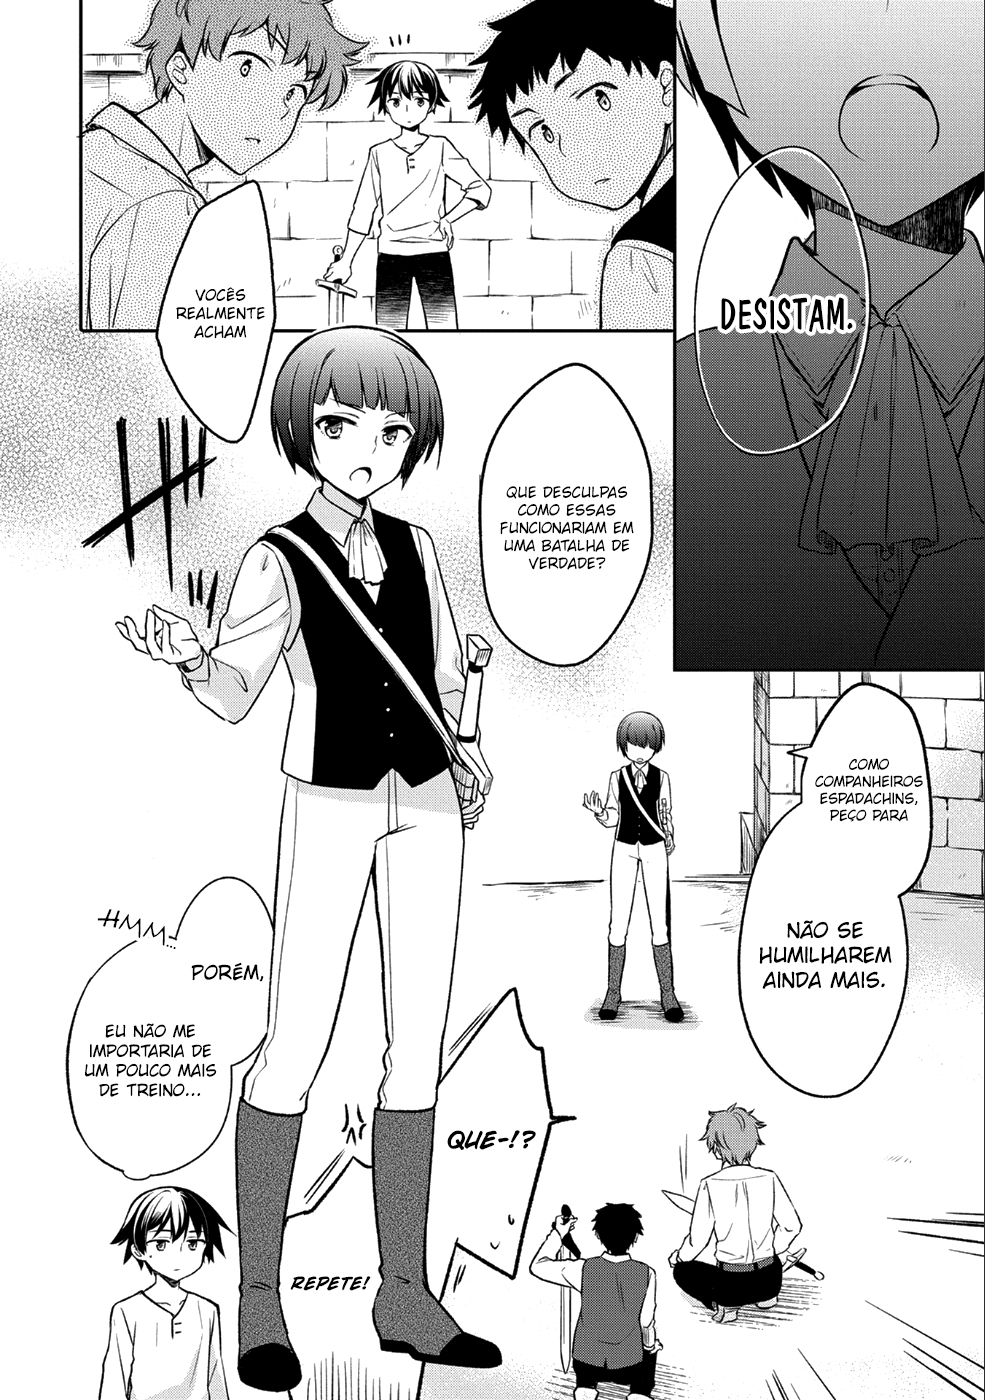 DESISTAM.
VOCÊS
REALMENTE
ACHAM
QUE DESCULPAS
COMO ESSAS
FUNCIONARIAM EM
UMA BATALHA DE
VERDADE?
COMO
COMPANHEIROS
ESPADACHINS,
PEÇO PARA
NÃO SE
HUMILHAREM
AINDA MAIS.
QUE-!?
REPETE!
HMM...
PORÉM,
EU NÃO ME
IMPORTARIA DE
UM POUCO MAIS
DE TREINO...